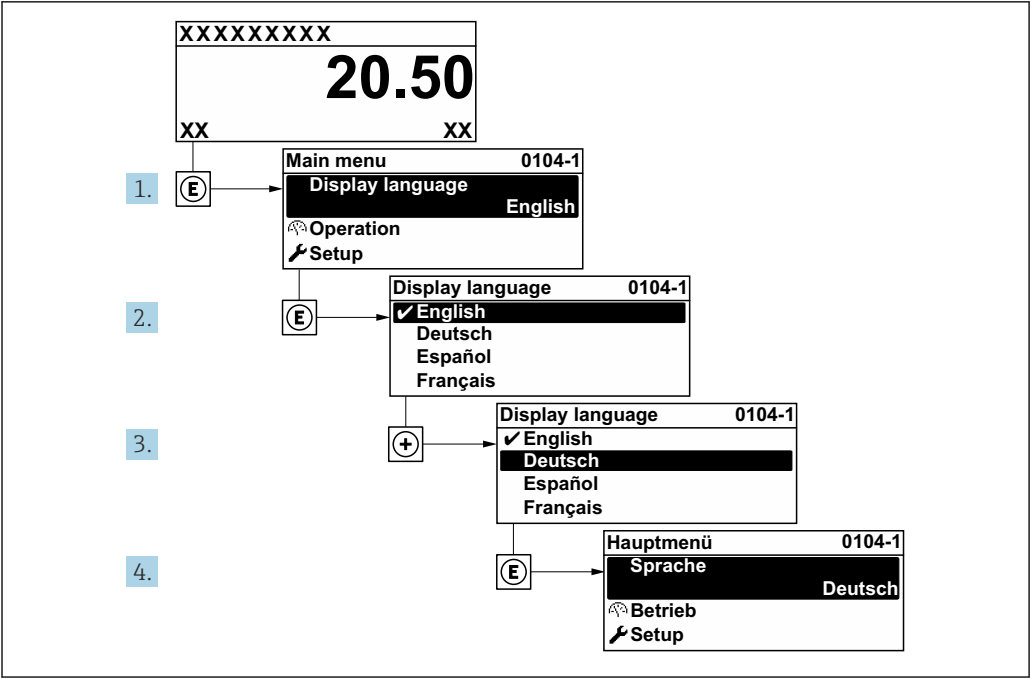 XXXXXXXXX
20.50
XX XX
1. E
Main menu 0104-1
Display language
English
Operation
Setup
2. E
Display language 0104-1
✔English
Deutsch
Español
Français
3. +
Display language 0104-1
✔English
Deutsch
Español
Français
4. E
Hauptmenü 0104-1
Sprache
Deutsch
Betrieb
Setup